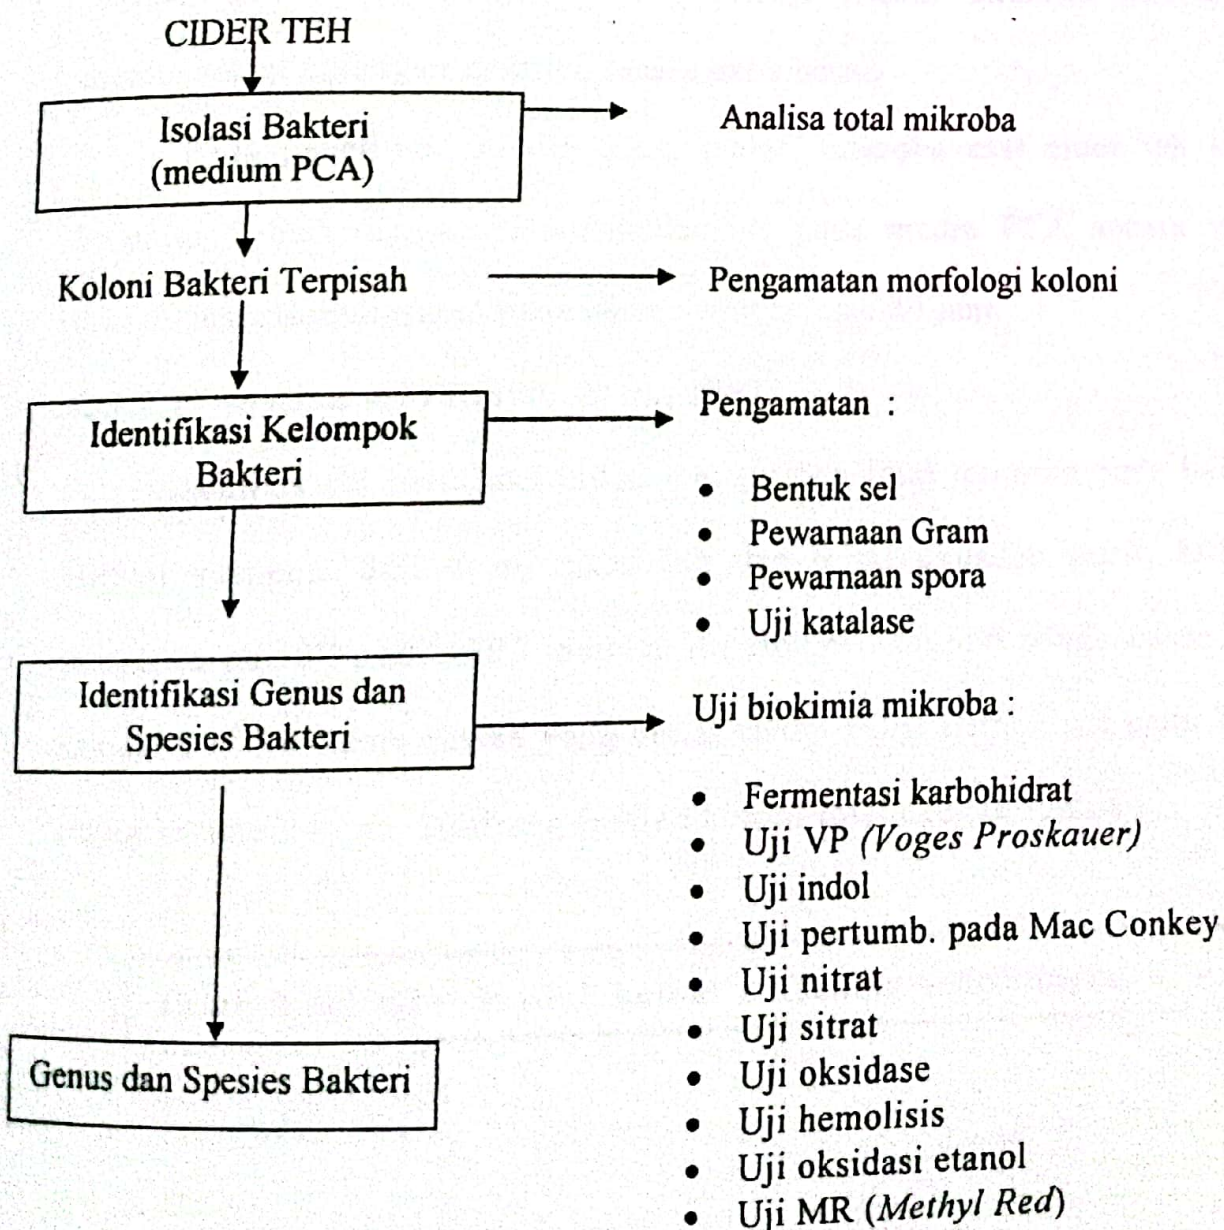 CIDER TEH
Isolasi Bakteri
(medium PCA)
Analisa total mikroba
Koloni Bakteri Terpisah
Pengamatan morfologi koloni
Identifikasi Kelompok
Bakteri
Pengamatan :
• Bentuk sel
• Pewarnaan Gram
• Pewarnaan spora
• Uji katalase
Identifikasi Genus dan
Spesies Bakteri
Uji biokimia mikroba :
• Fermentasi karbohidrat
• Uji VP (Voges Proskauer)
• Uji indol
• Uji pertumb. pada Mac Conkey
• Uji nitrat
• Uji sitrat
• Uji oksidase
• Uji hemolisis
• Uji oksidasi etanol
• Uji MR (Methyl Red)
Genus dan Spesies Bakteri